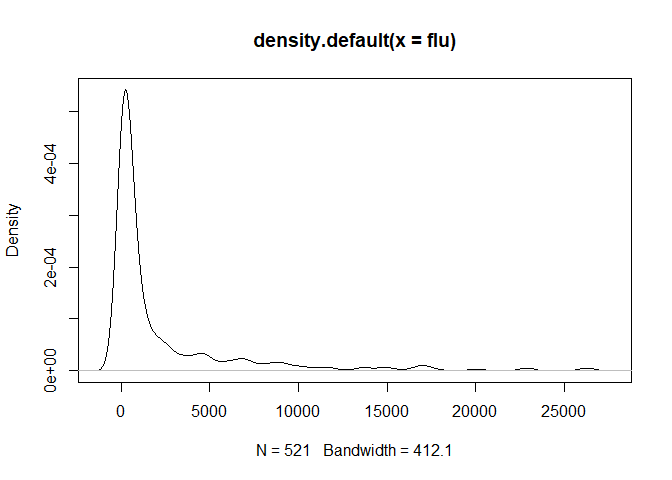 density.default(x = flu)
Density
4e-04
2e-04
0e+00
0 5000 10000 15000 20000 25000
N = 521 Bandwidth = 412.1